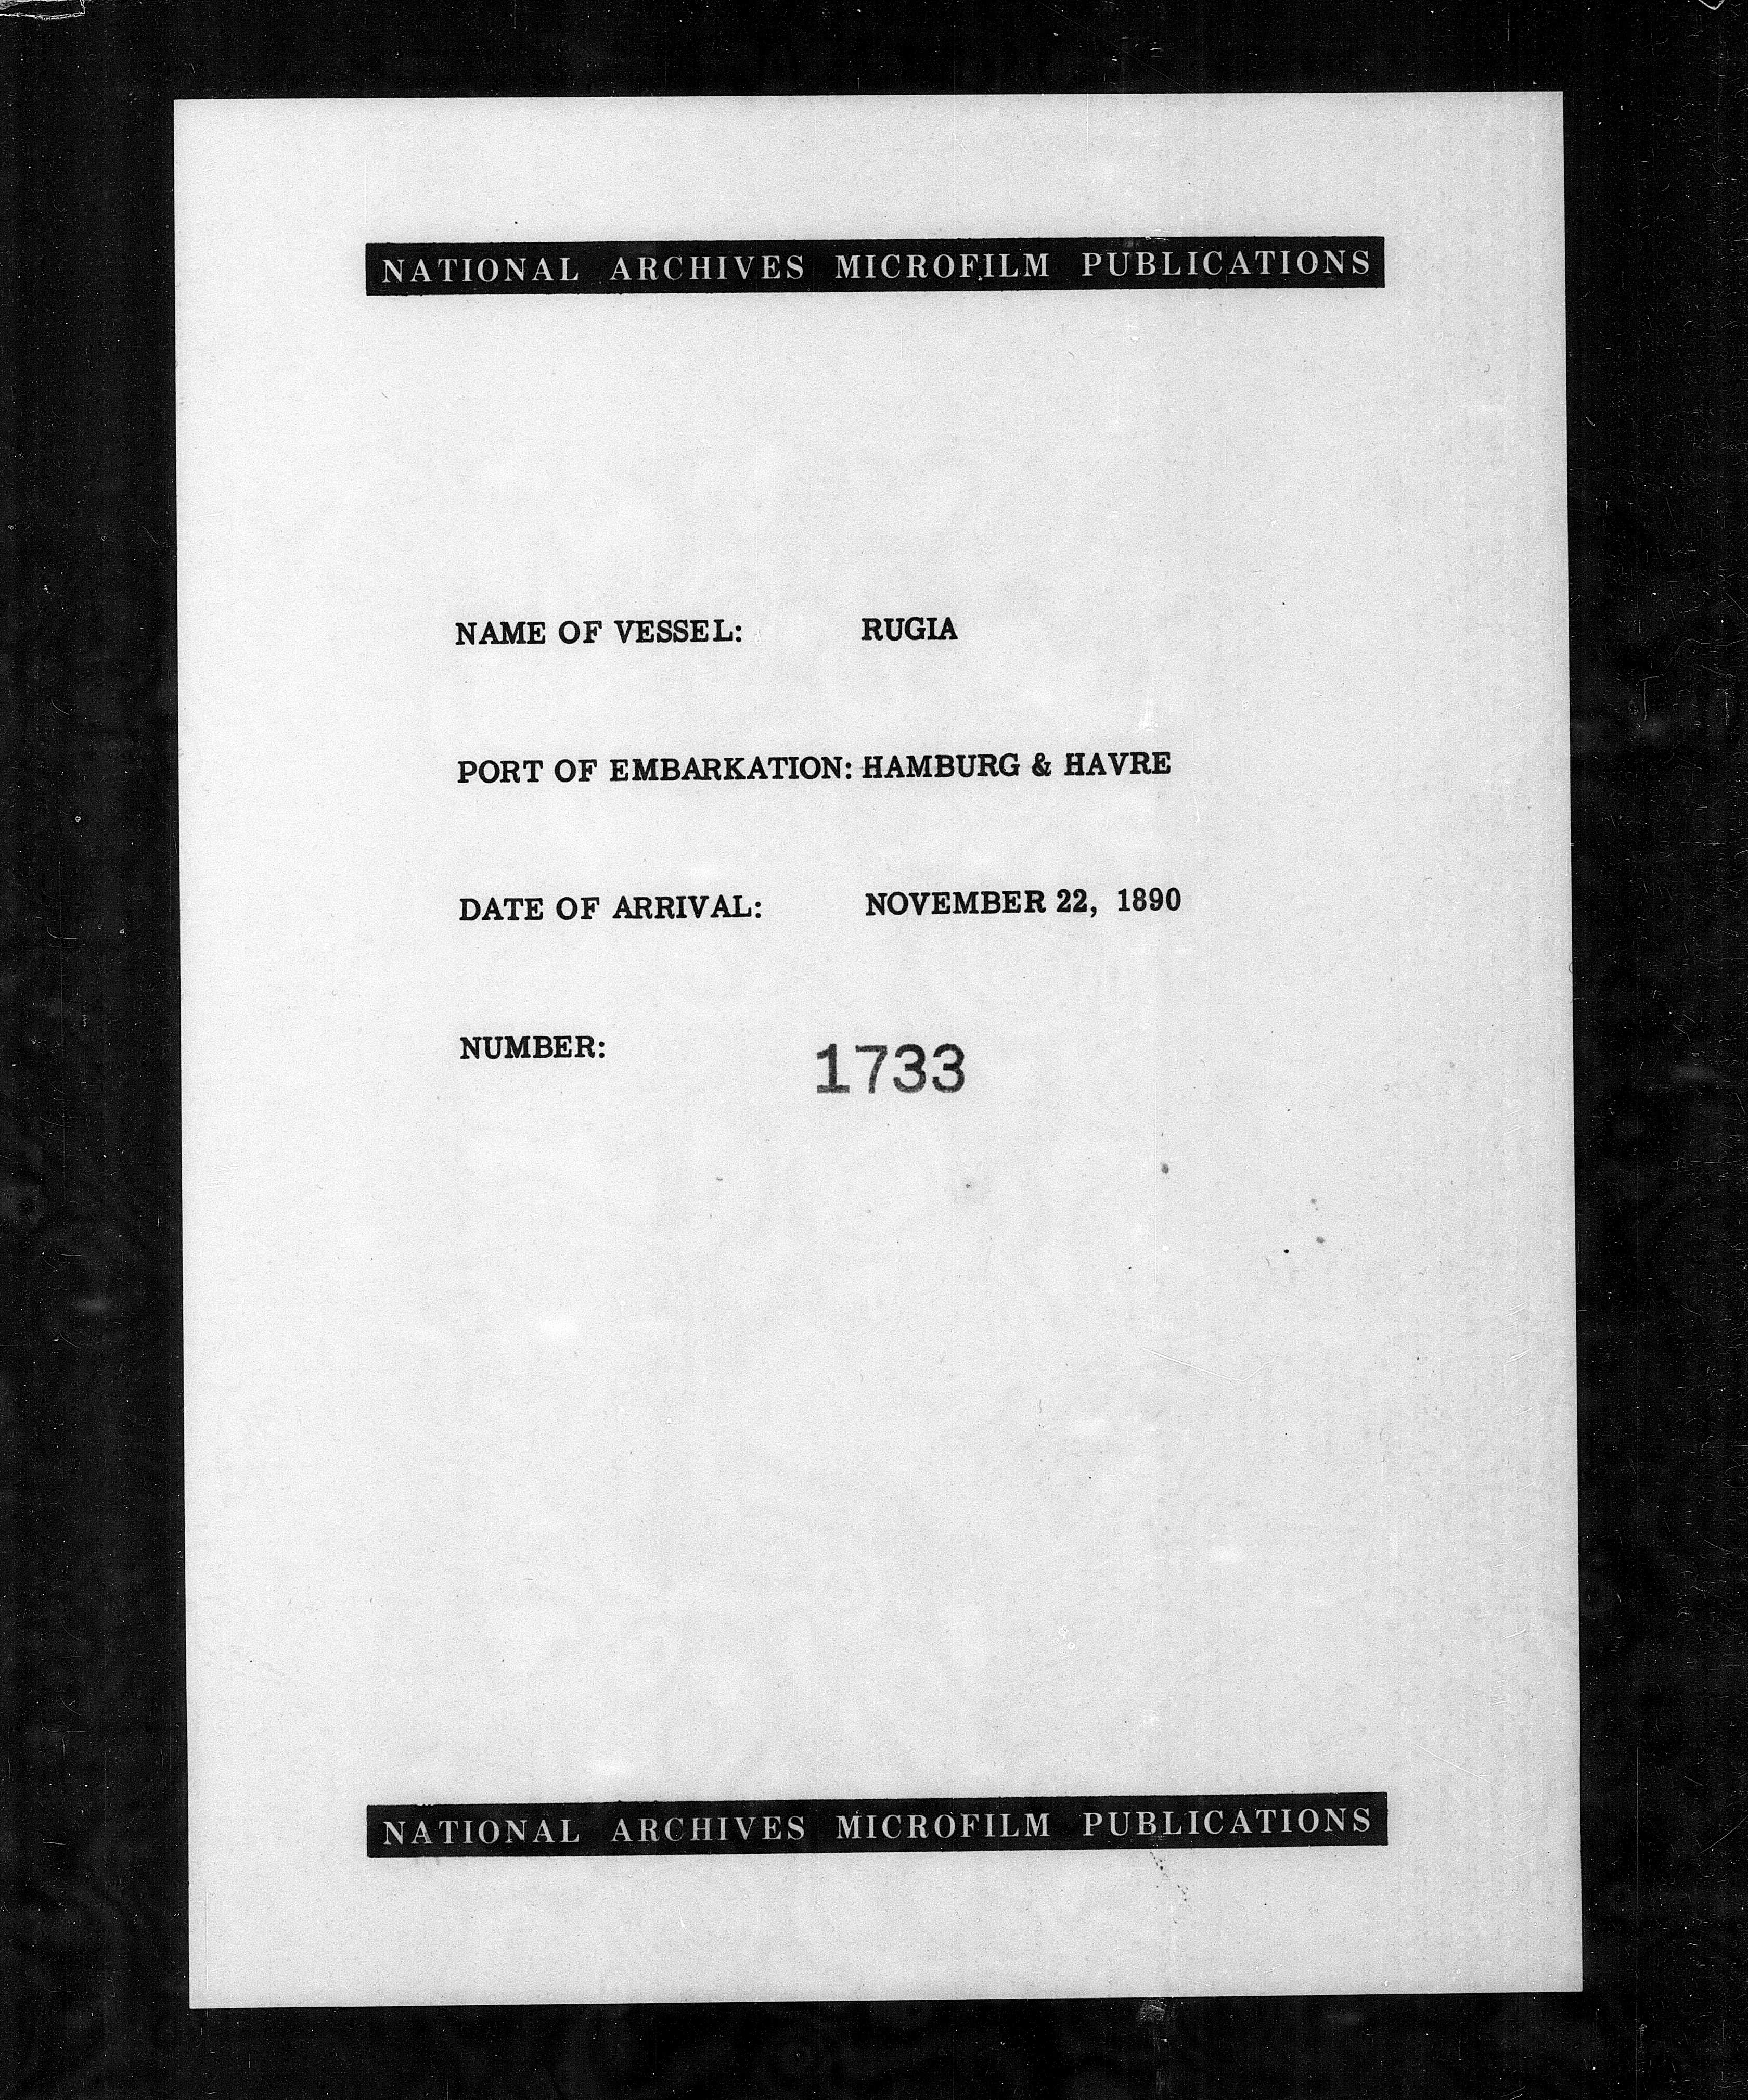 NATIONAL ARCHIVES MICROFILM PUBLICATIONS
NAME OF VESSEL: RUGIA
PORT OF EMBARKATION: HAMBURG & HAVRE
DATE OF ARRIVAL: NOVEMBER 22, 1890
NUMBER: 1733
NATIONAL ARCHIVES MICROFILM PUBLICATIONS